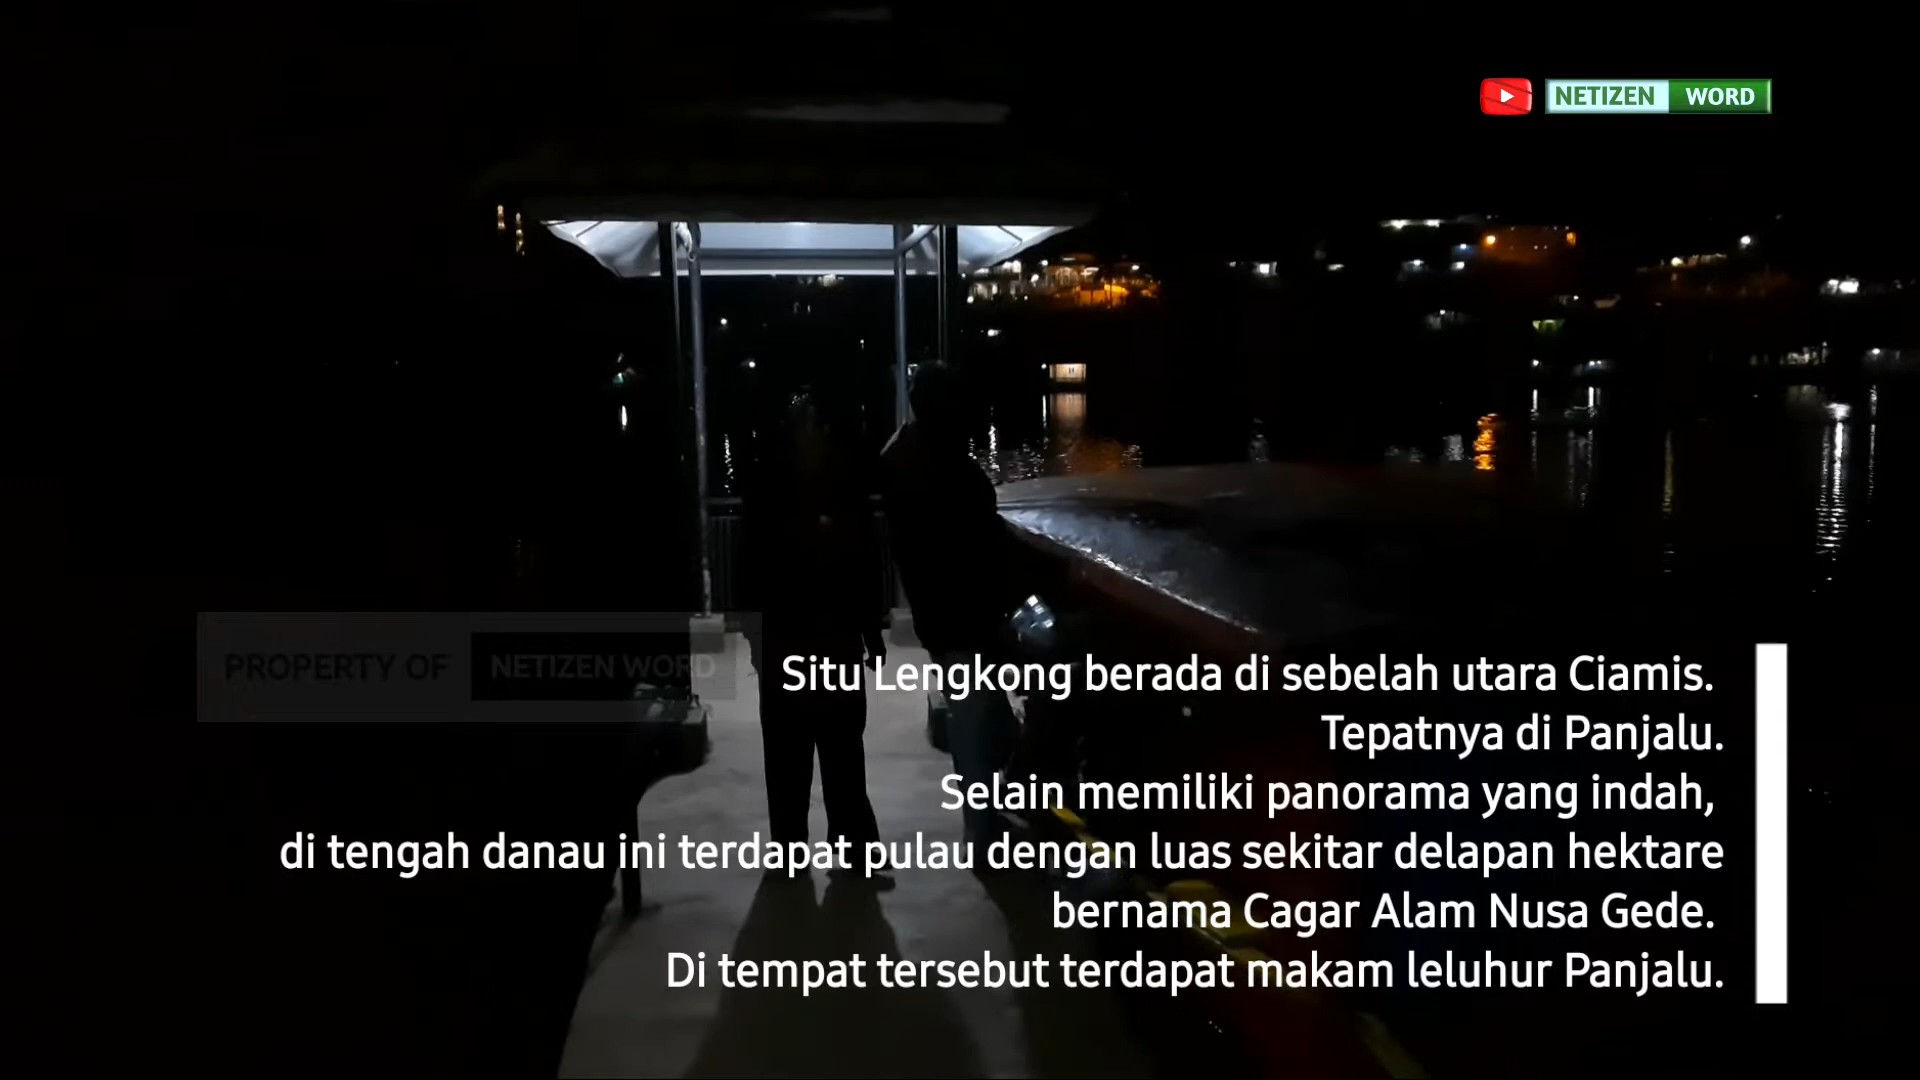 NETIZEN WORD
PROPERTY OF NETIZEN WORD
Situ Lengkong berada di sebelah utara Ciamis.
Tepatnya di Panjalu.
Selain memiliki panorama yang indah,
di tengah danau ini terdapat pulau dengan luas sekitar delapan hektare
bernama Cagar Alam Nusa Gede.
Di tempat tersebut terdapat makam leluhur Panjalu.